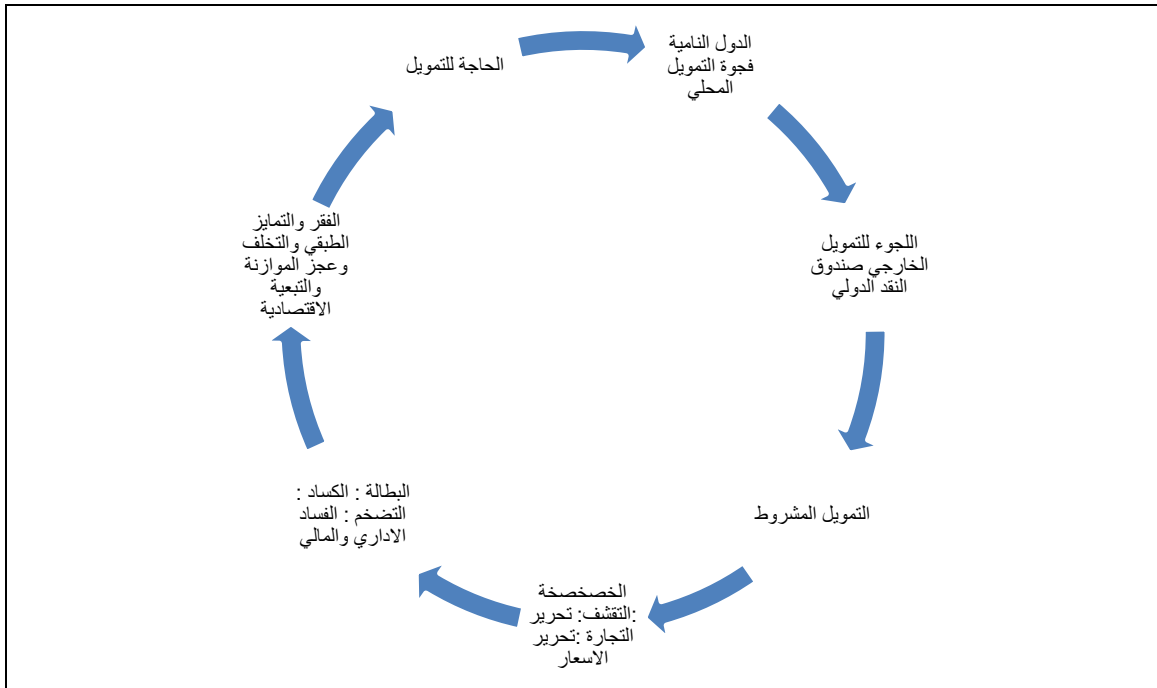 الدول النامية
فجوة التمويل
المحلي
اللجوء للتمويل
الخارجي صندوق
النقد الدولي
التمويل المشروط
الخصخصة
:التقشف: تحرير
التجارة :تحرير
الاسعار
البطالة : الكساد :
التضخم : الفساد
الاداري والمالي
الفقر والتمايز
الطبقي والتخلف
وعجز الموازنة
والتبعية
الاقتصادية
الحاجة للتمويل